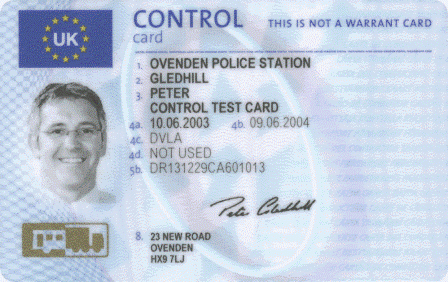 UK
CONTROL
card
THIS IS NOT A WARRANT CARD
1. OVENDEN POLICE STATION
2. GLEDHILL
3. PETER
CONTROL TEST CARD
4a. 10.06.2003 4b. 09.06.2004
4c. DVLA
4d. NOT USED
5b. DR131229CA601013
Peter Gledhill
8. 23 NEW ROAD
OVENDEN
HX9 7LJ